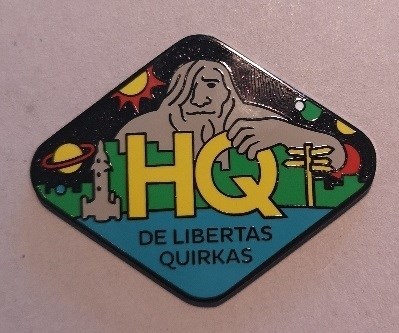 HQ
DE LIBERTAS
QUIRKAS